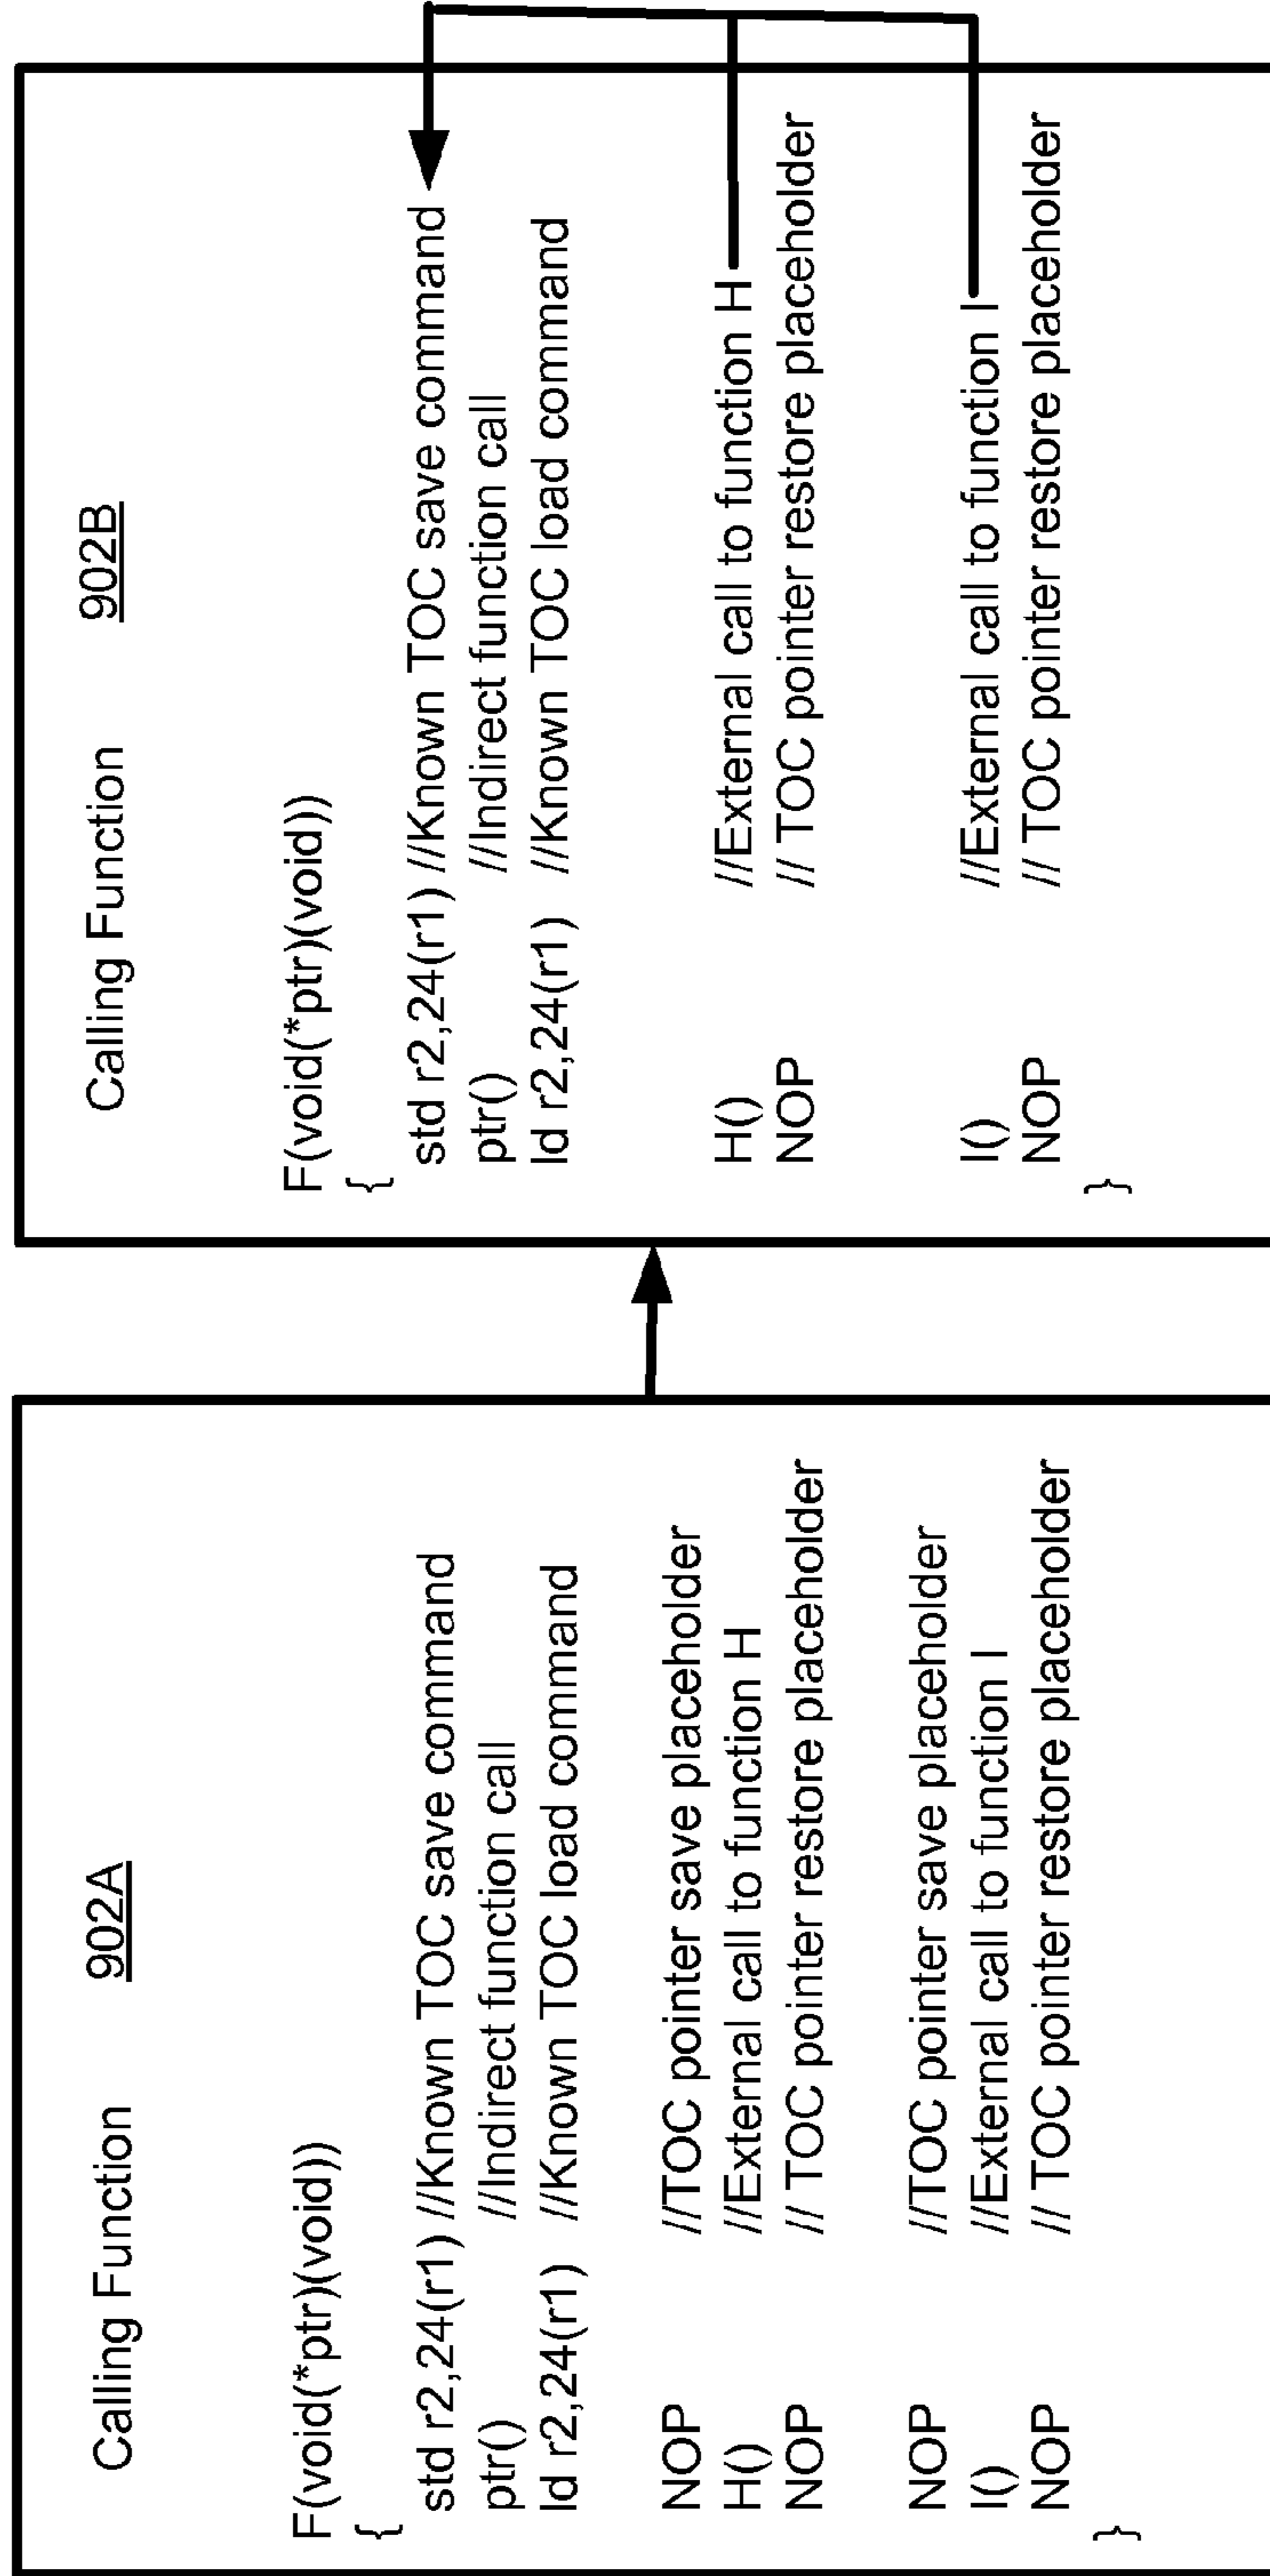 Calling Function 902A
F(void(*ptr)(void))
{
std r2,24(r1) //Known TOC save command
ptr() //Indirect function call
ld r2,24(r1) //Known TOC load command
NOP //TOC pointer save placeholder
H() //External call to function H
NOP // TOC pointer restore placeholder
NOP //TOC pointer save placeholder
I() //External call to function I
NOP // TOC pointer restore placeholder
}
Calling Function 902B
F(void(*ptr)(void))
{
std r2,24(r1) //Known TOC save command
ptr() //Indirect function call
ld r2,24(r1) //Known TOC load command
H() //External call to function H
NOP // TOC pointer restore placeholder
I() //External call to function I
NOP // TOC pointer restore placeholder
}